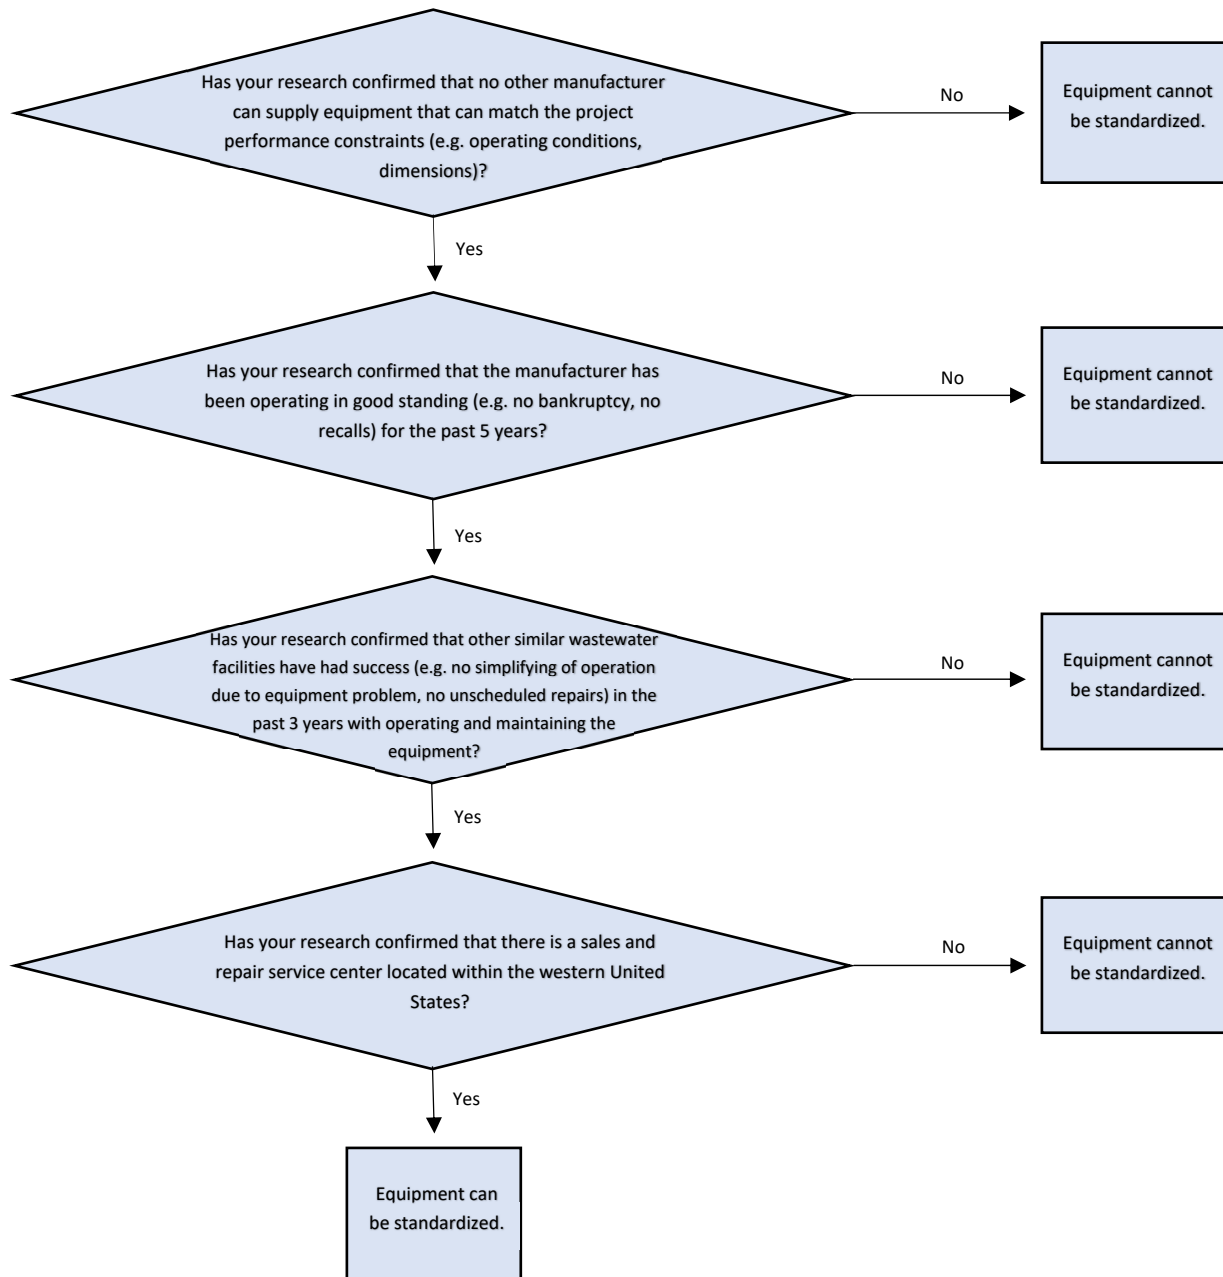 Has your research confirmed that no other manufacturer
can supply equipment that can match the project
performance constraints (e.g. operating conditions,
dimensions)?
No
Equipment cannot
be standardized.
Yes
Has your research confirmed that the manufacturer has
been operating in good standing (e.g. no bankruptcy, no
recalls) for the past 5 years?
No
Equipment cannot
be standardized.
Yes
Has your research confirmed that other similar wastewater
facilities have had success (e.g. no simplifying of operation
due to equipment problem, no unscheduled repairs) in the
past 3 years with operating and maintaining the
equipment?
No
Equipment cannot
be standardized.
Yes
Has your research confirmed that there is a sales and
repair service center located within the western United
States?
No
Equipment cannot
be standardized.
Yes
Equipment can
be standardized.